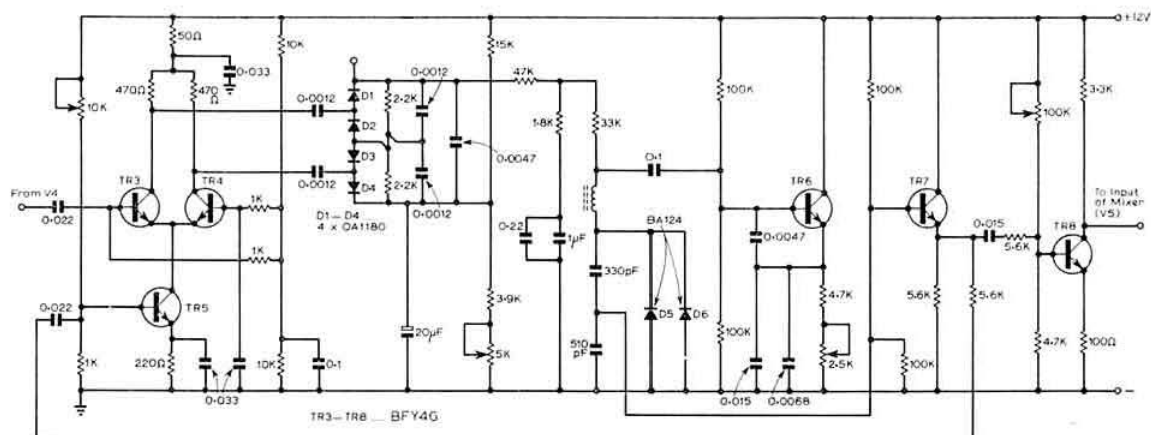 +12V
50Ω
0·033
10K
15K
470Ω
470Ω
10K
0·0012
D1
D2
D3
D4
2·2K
2·2K
0·0012
0·0012
0·0012
0·0047
47K
1·8K
33K
0·1
100K
100K
100K
3·3K
From V4
0·022
TR3
TR4
1K
1K
D1—D4
4 x OA1180
0·22
1μF
BA124
330pF
510pF
D5
D6
TR6
0·0047
TR7
0·015
5·6K
TR8
To Input
of Mixer
(V5)
0·022
TR5
1K
220Ω
0·033
10K
0·1
20μF
3·9K
5K
100K
0·015
0·0068
4·7K
2·5K
5·6K
100K
5·6K
4·7K
100Ω
−
TR3—TR8 __ BFY46